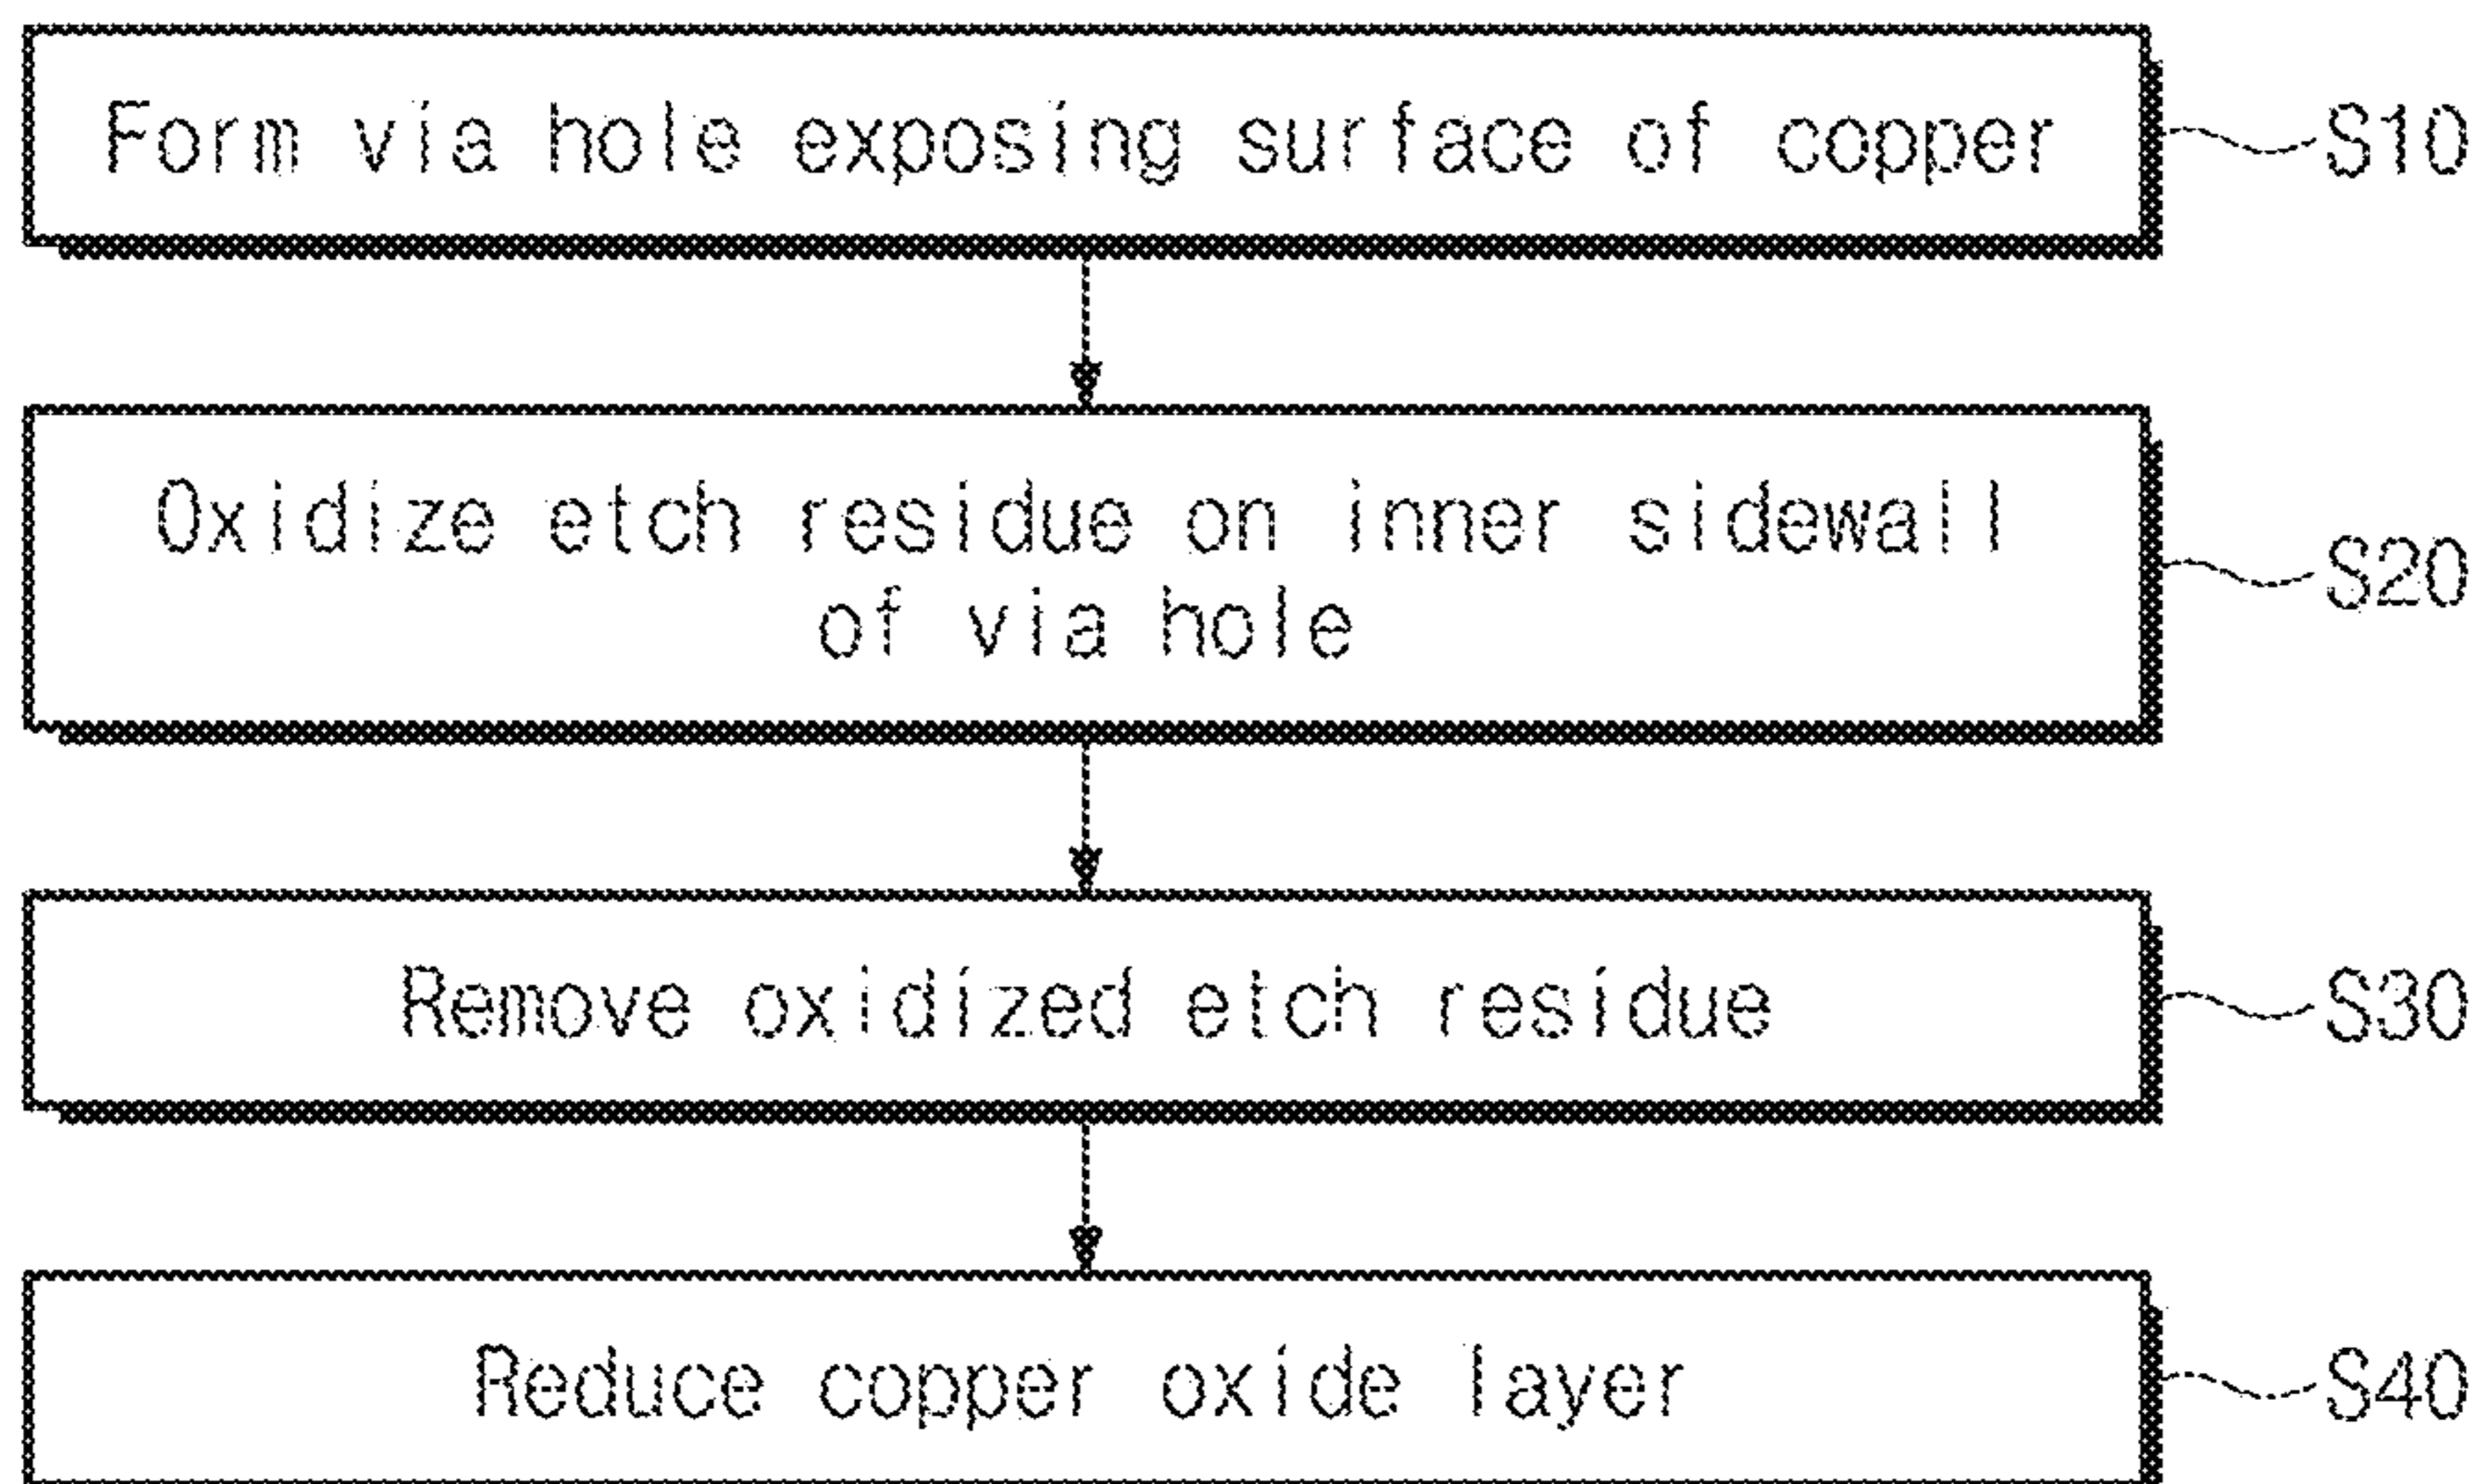 Form via hole exposing surface of copper
S10
Oxidize etch residue on inner sidewall
of via hole
S20
Remove oxidized etch residue
S30
Reduce copper oxide layer
S40